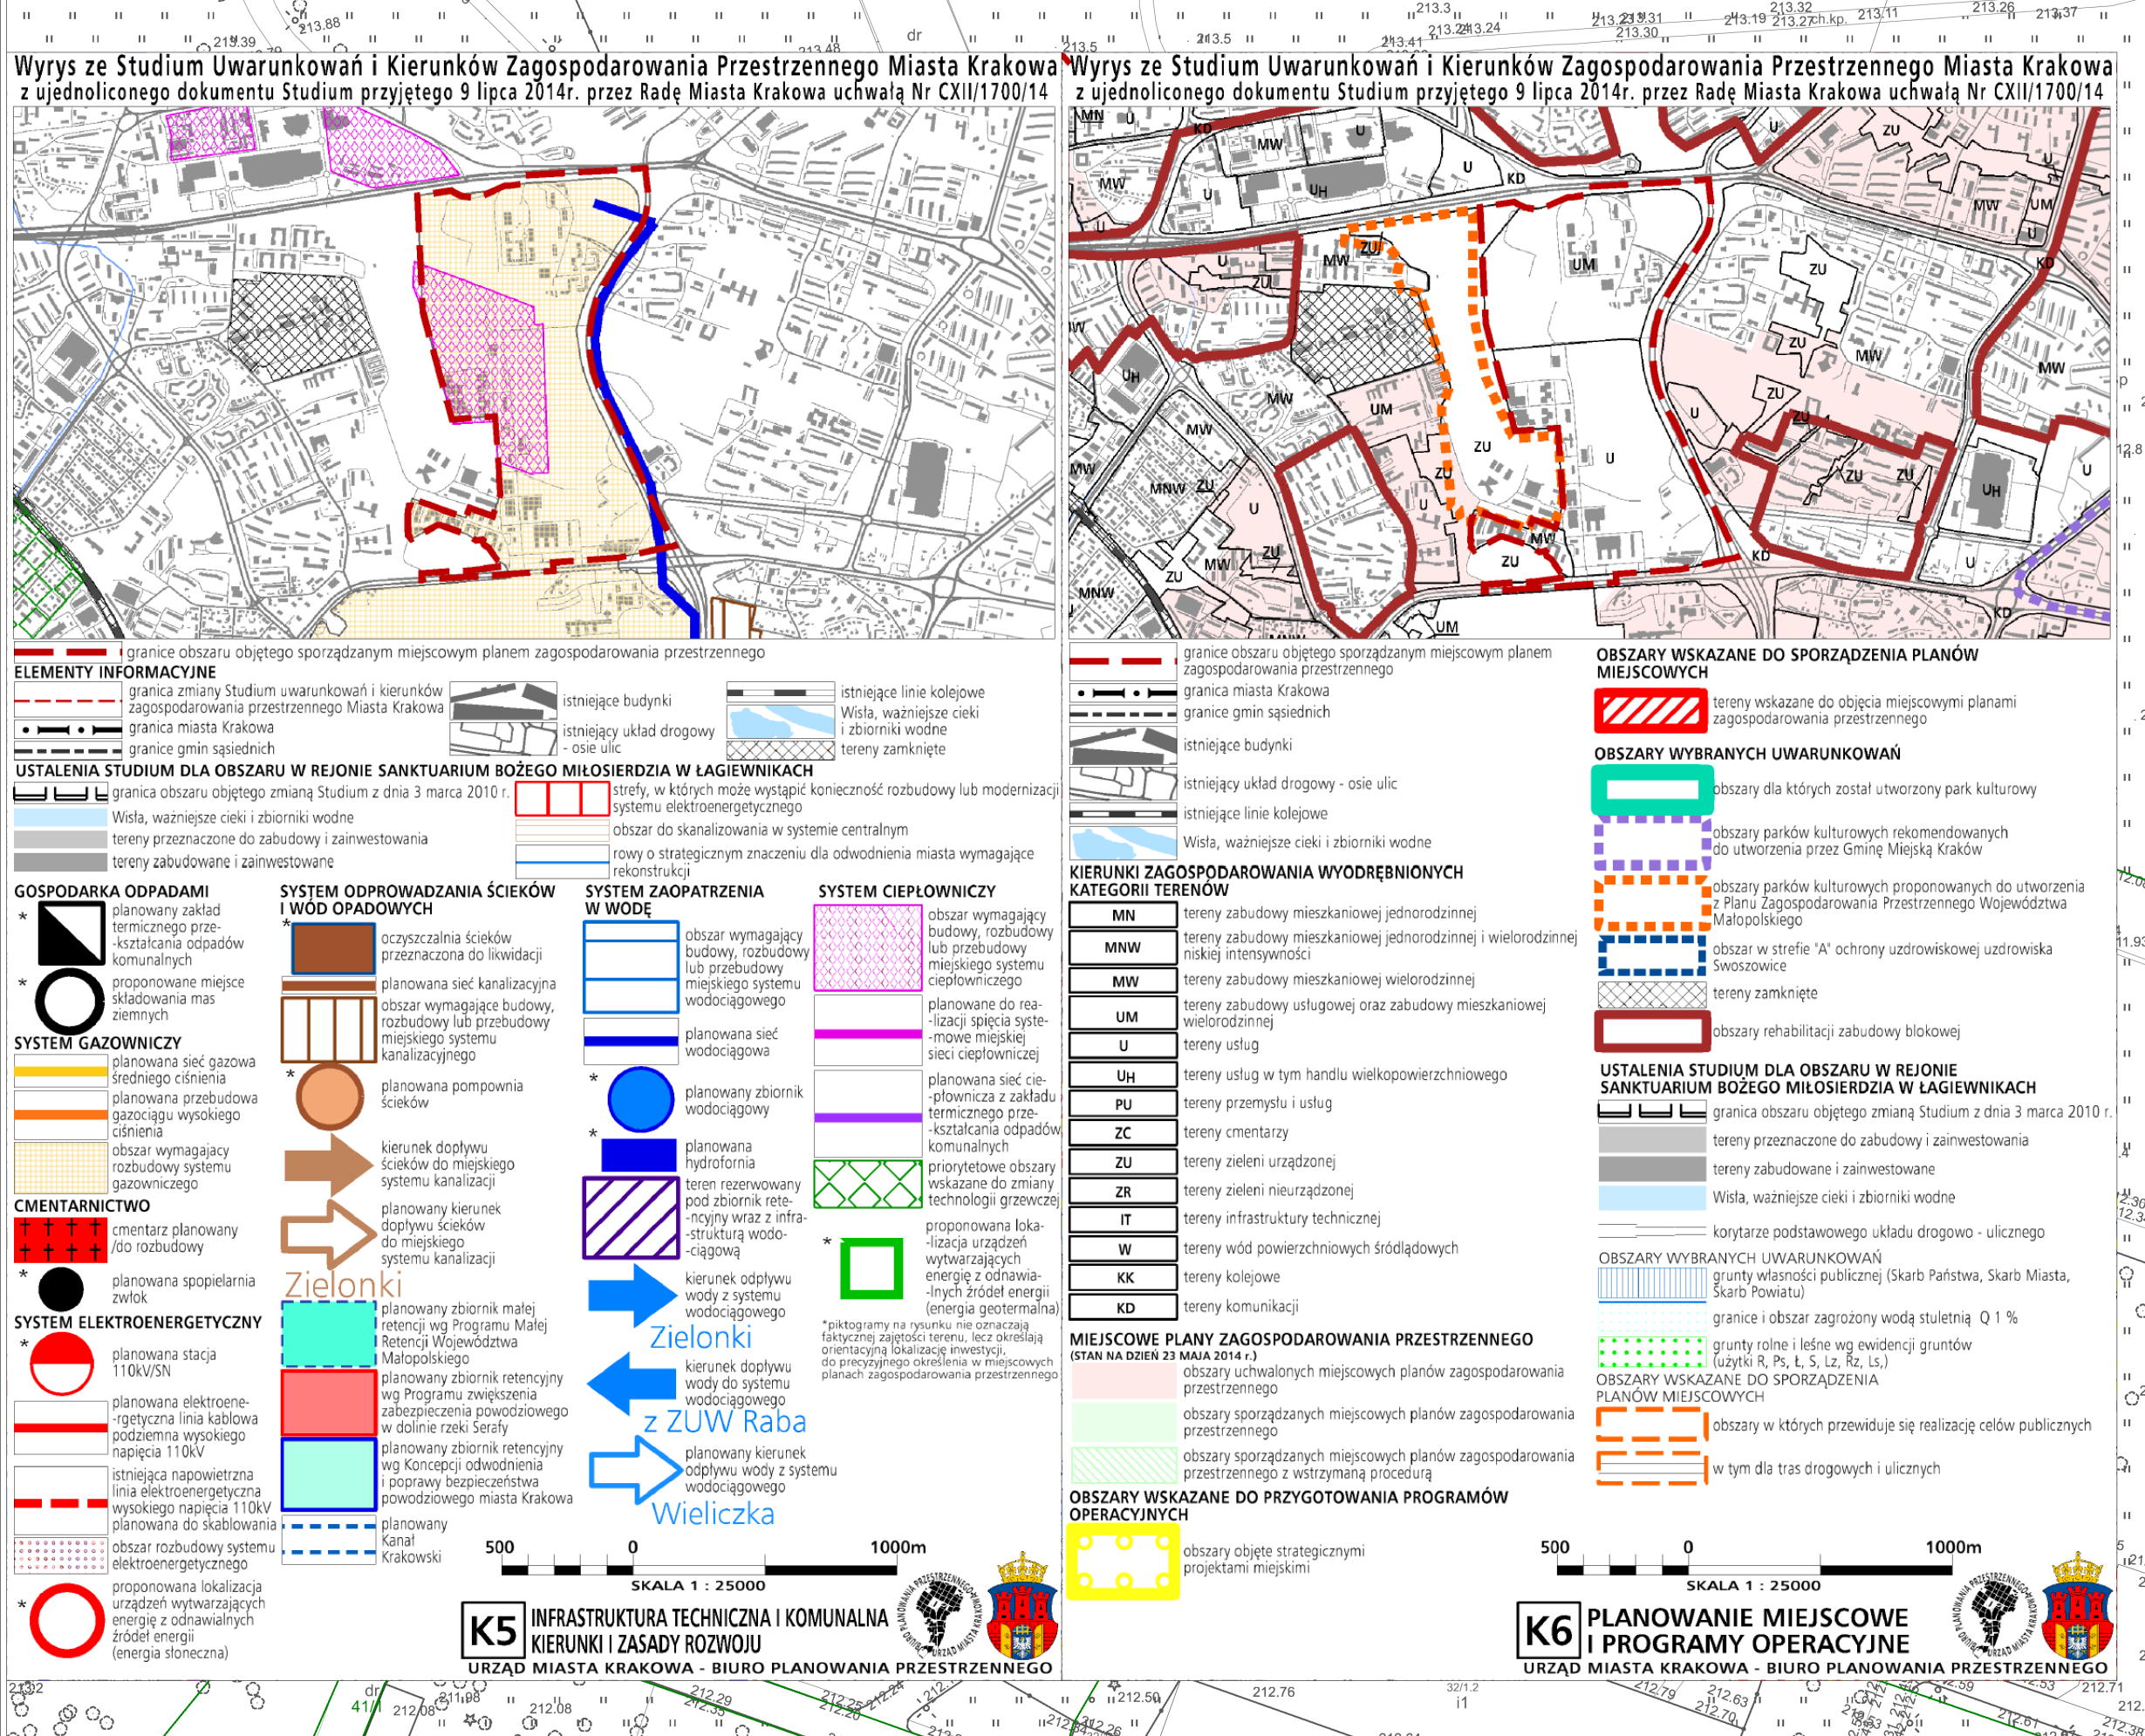 Wyrys ze Studium Uwarunkowań i Kierunków Zagospodarowania Przestrzennego Miasta Krakowa
z ujednoliconego dokumentu Studium przyjętego 9 lipca 2014r. przez Radę Miasta Krakowa uchwałą Nr CXII/1700/14
granice obszaru objętego sporządzanym miejscowym planem zagospodarowania przestrzennego
ELEMENTY INFORMACYJNE
granica zmiany Studium uwarunkowań i kierunków
zagospodarowania przestrzennego Miasta Krakowa
granica miasta Krakowa
granice gmin sąsiednich
istniejące budynki
istniejący układ drogowy
- osie ulic
istniejące linie kolejowe
Wisła, ważniejsze cieki
i zbiorniki wodne
tereny zamknięte
USTALENIA STUDIUM DLA OBSZARU W REJONIE SANKTUARIUM BOŻEGO MIŁOSIERDZIA W ŁAGIEWNIKACH
granica obszaru objętego zmianą Studium z dnia 3 marca 2010 r.
Wisła, ważniejsze cieki i zbiorniki wodne
tereny przeznaczone do zabudowy i zainwestowania
tereny zabudowane i zainwestowane
strefy, w których może wystąpić konieczność rozbudowy lub modernizacji
systemu elektroenergetycznego
obszar do skanalizowania w systemie centralnym
rowy o strategicznym znaczeniu dla odwodnienia miasta wymagające
rekonstrukcji
GOSPODARKA ODPADAMI
* planowany zakład
termicznego prze-
-kształcania odpadów
komunalnych
* proponowane miejsce
składowania mas
ziemnych
SYSTEM GAZOWNICZY
planowana sieć gazowa
średniego ciśnienia
planowana przebudowa
gazociągu wysokiego
ciśnienia
obszar wymagajacy
rozbudowy systemu
gazowniczego
CMENTARNICTWO
cmentarz planowany
/do rozbudowy
* planowana spopielarnia
zwłok
SYSTEM ELEKTROENERGETYCZNY
* planowana stacja
110kV/SN
planowana elektroene-
-rgetyczna linia kablowa
podziemna wysokiego
napięcia 110kV
istniejąca napowietrzna
linia elektroenergetyczna
wysokiego napięcia 110kV
planowana do skablowania
obszar rozbudowy systemu
elektroenergetycznego
* proponowana lokalizacja
urządzeń wytwarzających
energię z odnawialnych
źródeł energii
(energia słoneczna)
SYSTEM ODPROWADZANIA ŚCIEKÓW
I WÓD OPADOWYCH
* oczyszczalnia ścieków
przeznaczona do likwidacji
planowana sieć kanalizacyjna
obszar wymagające budowy,
rozbudowy lub przebudowy
miejskiego systemu
kanalizacyjnego
* planowana pompownia
ścieków
kierunek dopływu
ścieków do miejskiego
systemu kanalizacji
planowany kierunek
dopływu ścieków
do miejskiego
systemu kanalizacji
Zielonki
planowany zbiornik małej
retencji wg Programu Małej
Retencji Województwa
Małopolskiego
planowany zbiornik retencyjny
wg Programu zwiększenia
zabezpieczenia powodziowego
w dolinie rzeki Serafy
planowany zbiornik retencyjny
wg Koncepcji odwodnienia
i poprawy bezpieczeństwa
powodziowego miasta Krakowa
planowany
Kanał
Krakowski
SYSTEM ZAOPATRZENIA
W WODĘ
obszar wymagający
budowy, rozbudowy
lub przebudowy
miejskiego systemu
wodociągowego
planowana sieć
wodociągowa
* planowany zbiornik
wodociągowy
* planowana
hydrofornia
teren rezerwowany
pod zbiornik rete-
-ncyjny wraz z infra-
-strukturą wodo-
-ciągową
kierunek odpływu
wody z systemu
wodociągowego
Zielonki
kierunek dopływu
wody do systemu
wodociągowego
z ZUW Raba
planowany kierunek
odpływu wody z systemu
wodociągowego
Wieliczka
SYSTEM CIEPŁOWNICZY
obszar wymagający
budowy, rozbudowy
lub przebudowy
miejskiego systemu
ciepłowniczego
planowane do rea-
-lizacji spięcia syste-
-mowe miejskiej
sieci ciepłowniczej
planowana sieć cie-
-płownicza z zakładu
termicznego prze-
-kształcania odpadów
komunalnych
priorytetowe obszary
wskazane do zmiany
technologii grzewczej
* proponowana loka-
-lizacja urządzeń
wytwarzających
energię z odnawia-
-lnych źródeł energii
(energia geotermalna)
*piktogramy na rysunku nie oznaczają
faktycznej zajętości terenu, lecz określają
orientacyjną lokalizację inwestycji,
do precyzyjnego określenia w miejscowych
planach zagospodarowania przestrzennego
500 0 1000m
SKALA 1 : 25000
K5 INFRASTRUKTURA TECHNICZNA I KOMUNALNA
KIERUNKI I ZASADY ROZWOJU
URZĄD MIASTA KRAKOWA - BIURO PLANOWANIA PRZESTRZENNEGO
Wyrys ze Studium Uwarunkowań i Kierunków Zagospodarowania Przestrzennego Miasta Krakowa
z ujednoliconego dokumentu Studium przyjętego 9 lipca 2014r. przez Radę Miasta Krakowa uchwałą Nr CXII/1700/14
granice obszaru objętego sporządzanym miejscowym planem
zagospodarowania przestrzennego
granica miasta Krakowa
granice gmin sąsiednich
istniejące budynki
istniejący układ drogowy - osie ulic
istniejące linie kolejowe
Wisła, ważniejsze cieki i zbiorniki wodne
KIERUNKI ZAGOSPODAROWANIA WYODRĘBNIONYCH
KATEGORII TERENÓW
MN tereny zabudowy mieszkaniowej jednorodzinnej
MNW tereny zabudowy mieszkaniowej jednorodzinnej i wielorodzinnej
niskiej intensywności
MW tereny zabudowy mieszkaniowej wielorodzinnej
UM tereny zabudowy usługowej oraz zabudowy mieszkaniowej
wielorodzinnej
U tereny usług
UH tereny usług w tym handlu wielkopowierzchniowego
PU tereny przemysłu i usług
ZC tereny cmentarzy
ZU tereny zieleni urządzonej
ZR tereny zieleni nieurządzonej
IT tereny infrastruktury technicznej
W tereny wód powierzchniowych śródlądowych
KK tereny kolejowe
KD tereny komunikacji
MIEJSCOWE PLANY ZAGOSPODAROWANIA PRZESTRZENNEGO
(STAN NA DZIEŃ 23 MAJA 2014 r.)
obszary uchwalonych miejscowych planów zagospodarowania
przestrzennego
obszary sporządzanych miejscowych planów zagospodarowania
przestrzennego
obszary sporządzanych miejscowych planów zagospodarowania
przestrzennego z wstrzymaną procedurą
OBSZARY WSKAZANE DO PRZYGOTOWANIA PROGRAMÓW
OPERACYJNYCH
obszary objęte strategicznymi
projektami miejskimi
OBSZARY WSKAZANE DO SPORZĄDZENIA PLANÓW
MIEJSCOWYCH
tereny wskazane do objęcia miejscowymi planami
zagospodarowania przestrzennego
OBSZARY WYBRANYCH UWARUNKOWAŃ
obszary dla których został utworzony park kulturowy
obszary parków kulturowych rekomendowanych
do utworzenia przez Gminę Miejską Kraków
obszary parków kulturowych proponowanych do utworzenia
z Planu Zagospodarowania Przestrzennego Województwa
Małopolskiego
obszar w strefie "A" ochrony uzdrowiskowej uzdrowiska
Swoszowice
tereny zamknięte
obszary rehabilitacji zabudowy blokowej
USTALENIA STUDIUM DLA OBSZARU W REJONIE
SANKTUARIUM BOŻEGO MIŁOSIERDZIA W ŁAGIEWNIKACH
granica obszaru objętego zmianą Studium z dnia 3 marca 2010 r.
tereny przeznaczone do zabudowy i zainwestowania
tereny zabudowane i zainwestowane
Wisła, ważniejsze cieki i zbiorniki wodne
korytarze podstawowego układu drogowo - ulicznego
OBSZARY WYBRANYCH UWARUNKOWAŃ
grunty własności publicznej (Skarb Państwa, Skarb Miasta,
Skarb Powiatu)
granice i obszar zagrożony wodą stuletnią Q 1 %
grunty rolne i leśne wg ewidencji gruntów
(użytki R, Ps, Ł, S, Lz, Rz, Ls,)
OBSZARY WSKAZANE DO SPORZĄDZENIA
PLANÓW MIEJSCOWYCH
obszary w których przewiduje się realizację celów publicznych
w tym dla tras drogowych i ulicznych
500 0 1000m
SKALA 1 : 25000
K6 PLANOWANIE MIEJSCOWE
I PROGRAMY OPERACYJNE
URZĄD MIASTA KRAKOWA - BIURO PLANOWANIA PRZESTRZENNEGO